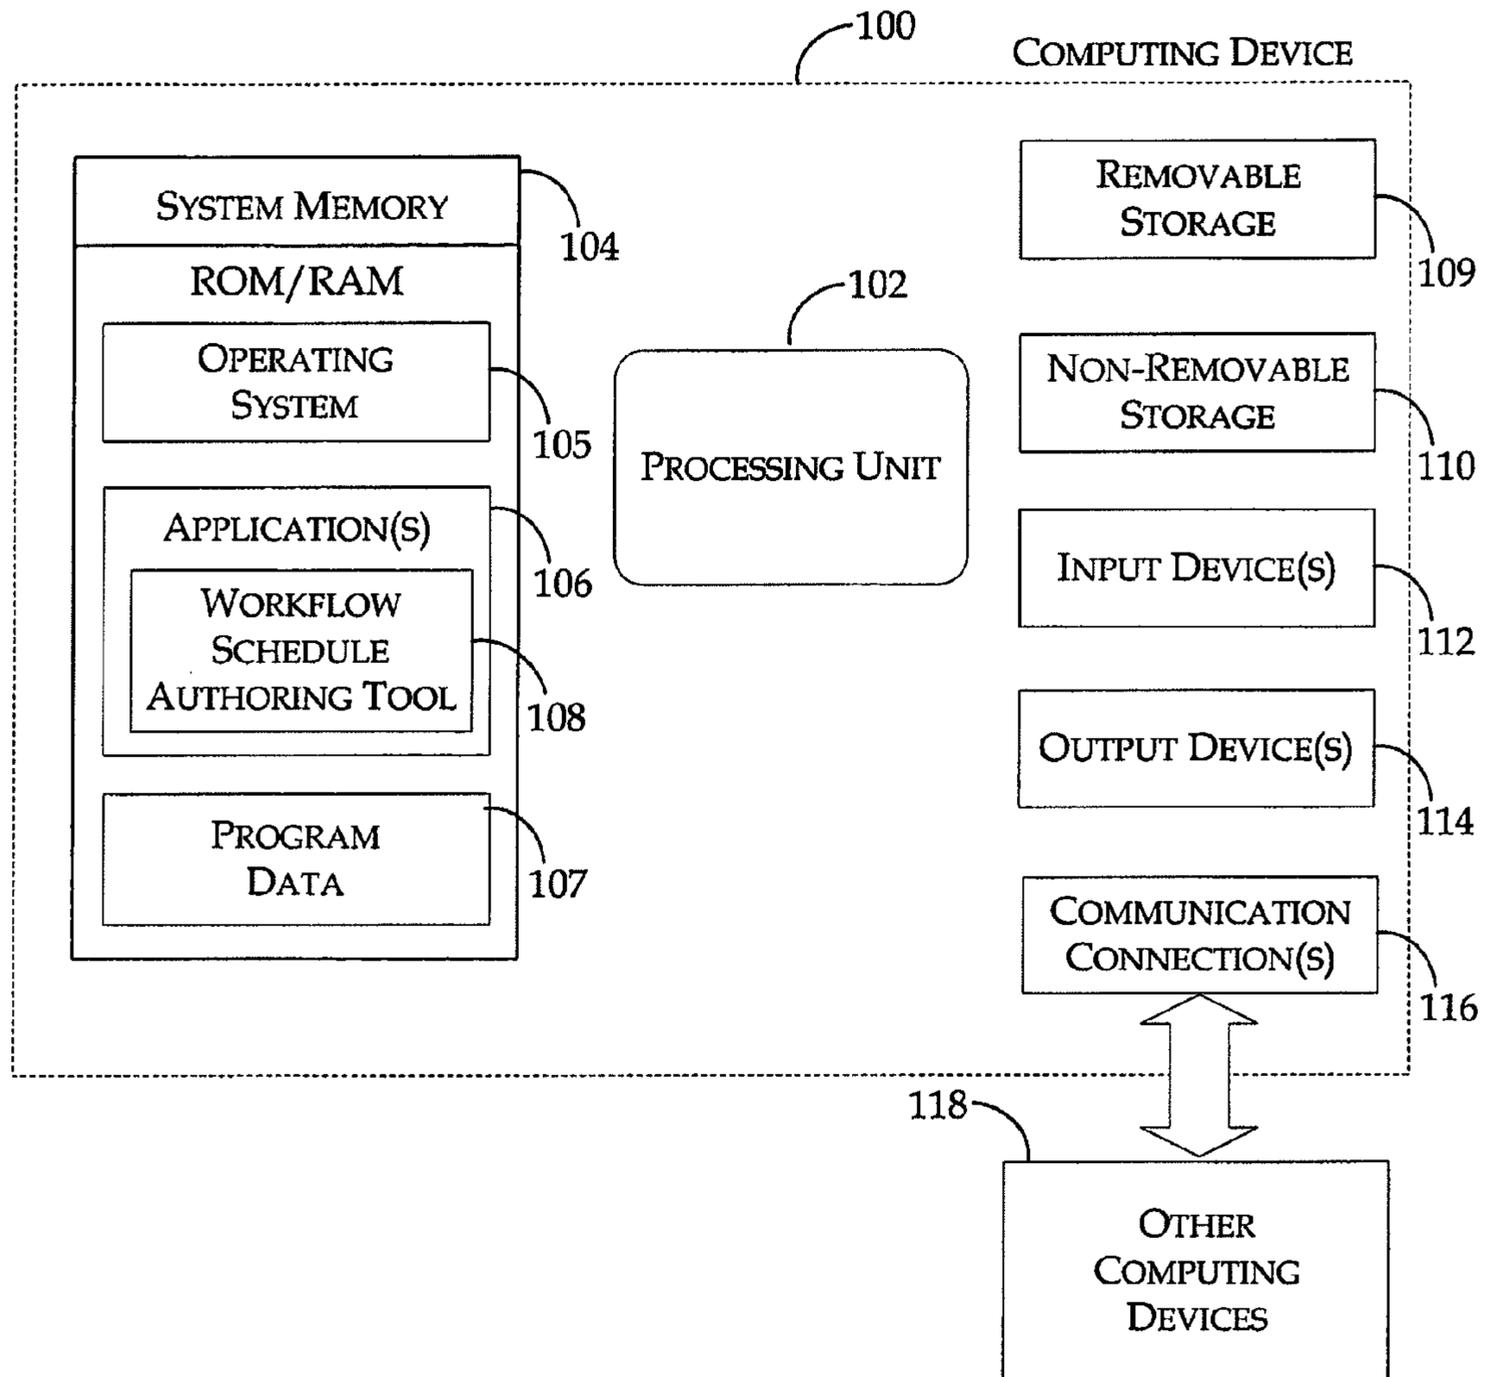 100
COMPUTING DEVICE
SYSTEM MEMORY
104
ROM/RAM
OPERATING
SYSTEM
105
APPLICATION(S)
106
WORKFLOW
SCHEDULE
AUTHORING TOOL
108
PROGRAM
DATA
107
102
PROCESSING UNIT
REMOVABLE
STORAGE
109
NON-REMOVABLE
STORAGE
110
INPUT DEVICE(S)
112
OUTPUT DEVICE(S)
114
COMMUNICATION
CONNECTION(S)
116
118
OTHER
COMPUTING
DEVICES